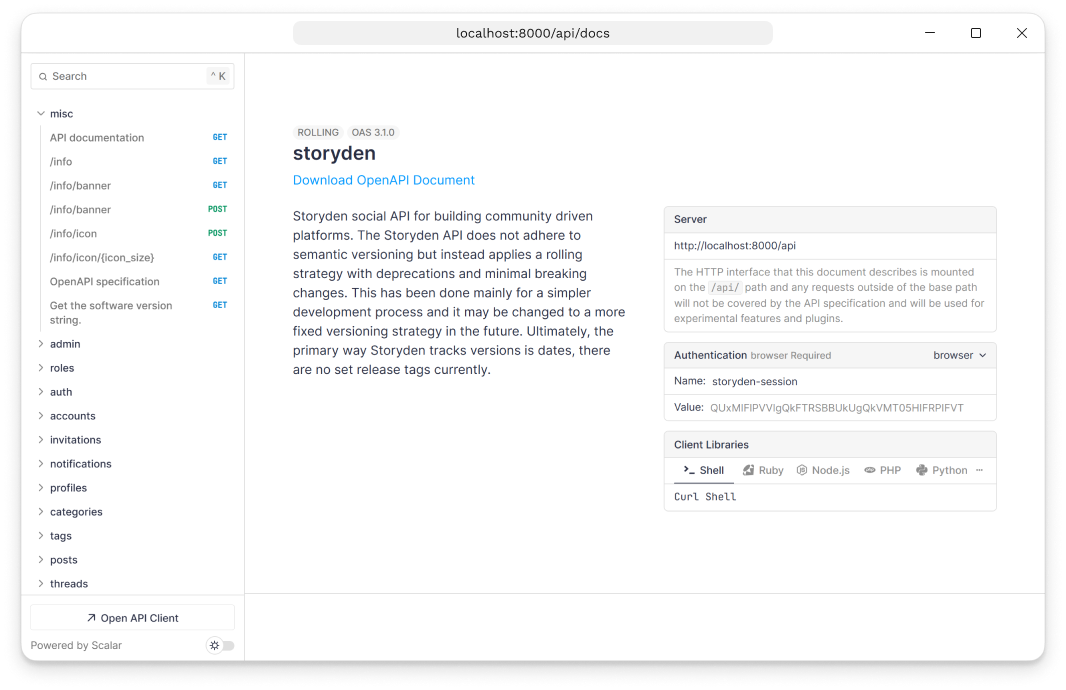 localhost:8000/api/docs
Search
^ K
misc
API documentation GET
/info GET
/info/banner GET
/info/banner POST
/info/icon POST
/info/icon/{icon_size} GET
OpenAPI specification GET
Get the software version GET
string.
admin
roles
auth
accounts
invitations
notifications
profiles
categories
tags
posts
threads
Open API Client
Powered by Scalar
ROLLING OAS 3.1.0
storyden
Download OpenAPI Document
Storyden social API for building community driven
platforms. The Storyden API does not adhere to
semantic versioning but instead applies a rolling
strategy with deprecations and minimal breaking
changes. This has been done mainly for a simpler
development process and it may be changed to a more
fixed versioning strategy in the future. Ultimately, the
primary way Storyden tracks versions is dates, there
are no set release tags currently.
Server
http://localhost:8000/api
The HTTP interface that this document describes is mounted
on the /api/ path and any requests outside of the base path
will not be covered by the API specification and will be used for
experimental features and plugins.
Authentication browser Required browser
Name: storyden-session
Value:
Client Libraries
Shell Ruby Node.js PHP Python ···
Curl Shell